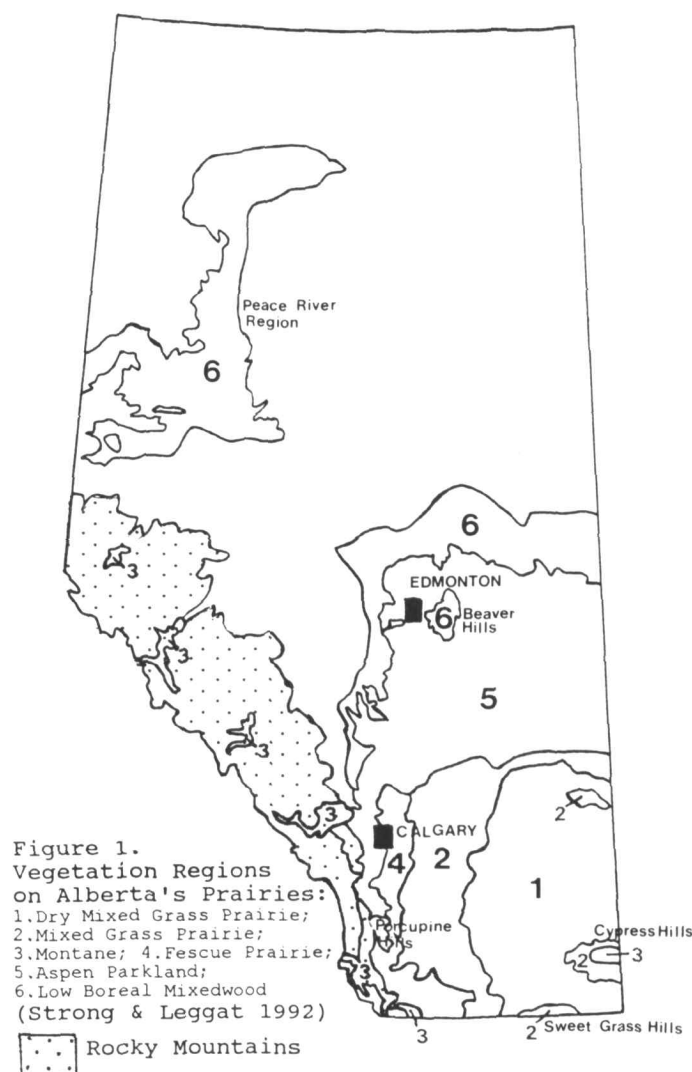 Peace River
Region
6
6
EDMONTON
6
Beaver
Hills
5
3
3
3
3
2
CALGARY
4
2
1
Figure 1.
Vegetation Regions
on Alberta's Prairies:
1.Dry Mixed Grass Prairie;
2.Mixed Grass Prairie;
3.Montane; 4.Fescue Prairie;
5.Aspen Parkland;
6.Low Boreal Mixedwood
(Strong & Leggat 1992)
Rocky Mountains
Porcupine
Hills
Cypress Hills
2
3
3
3
2
Sweet Grass Hills